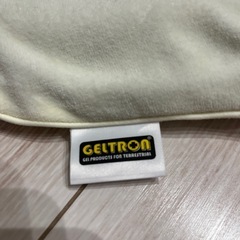 GELTRON
GEL PRODUCTS FOR TERRESTRIAL